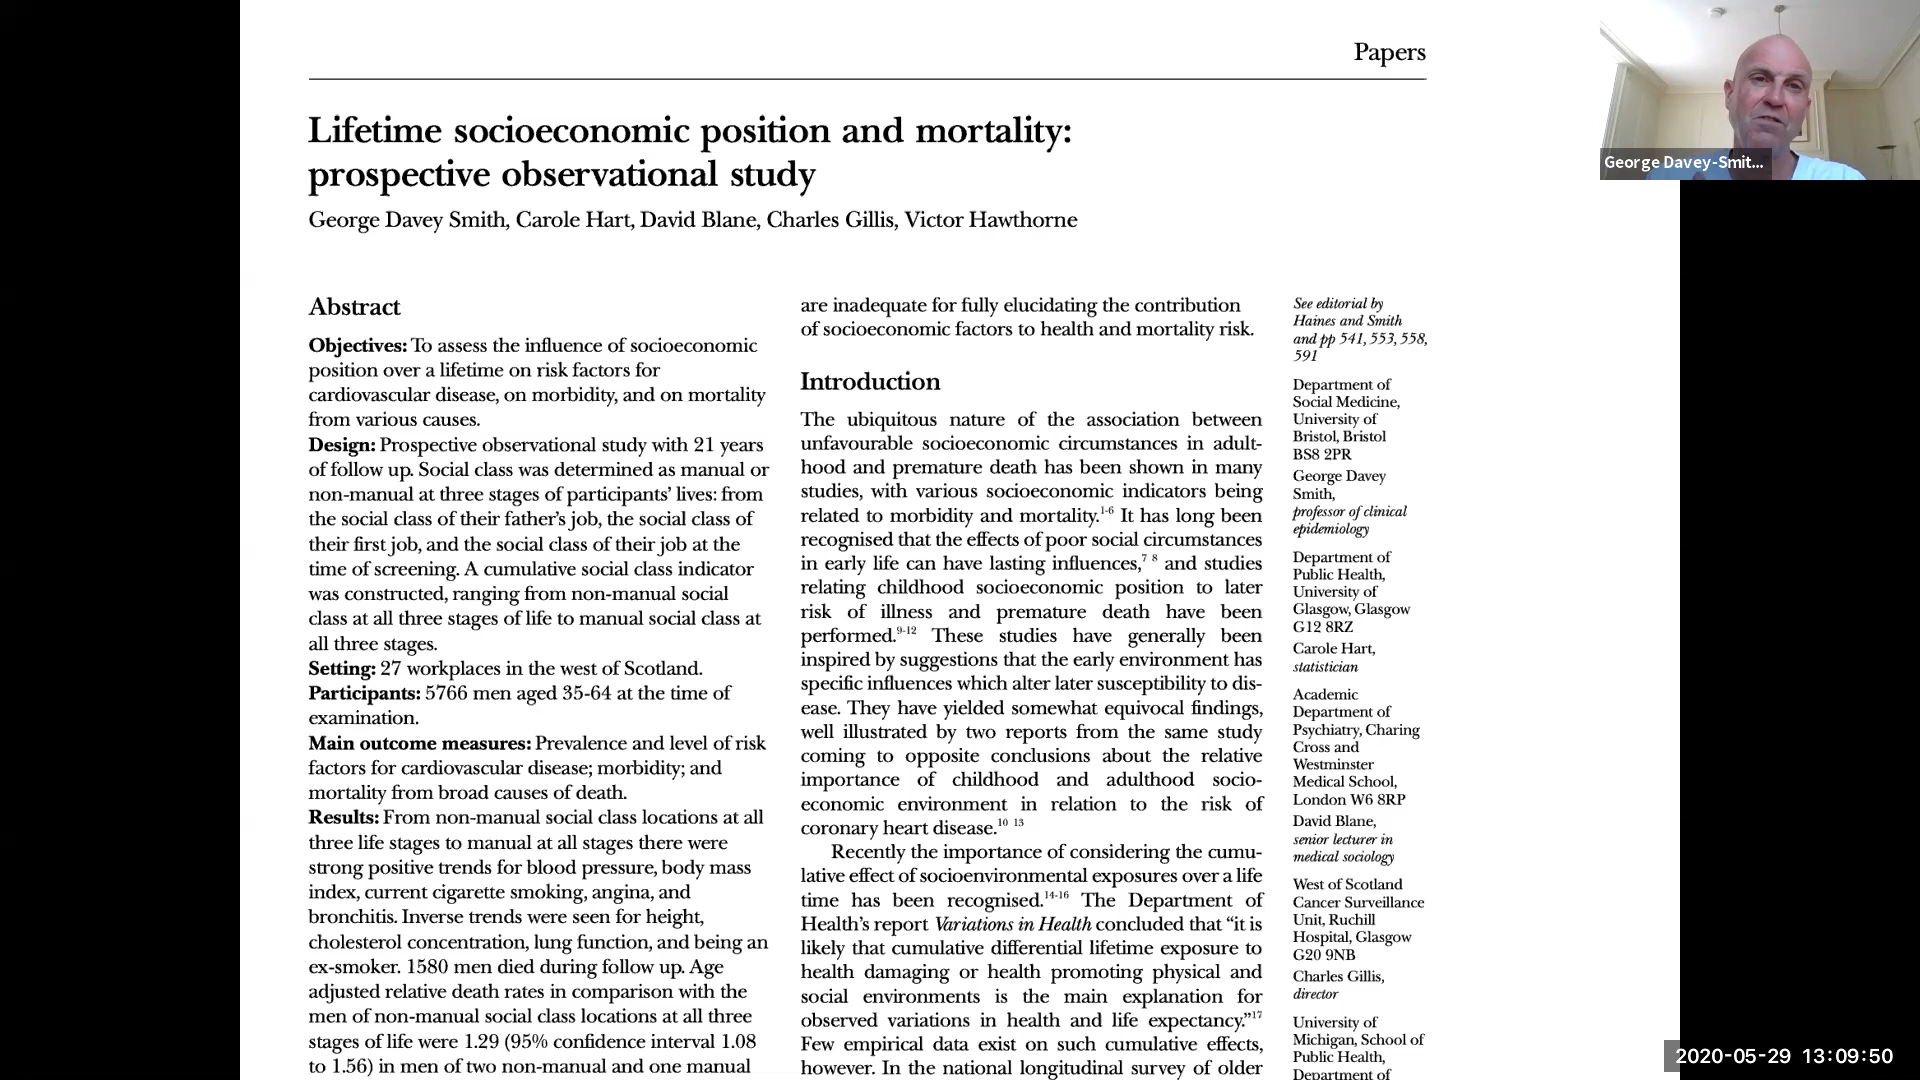 Papers
Lifetime socioeconomic position and mortality:
prospective observational study
George Davey Smith, Carole Hart, David Blane, Charles Gillis, Victor Hawthorne
Abstract
Objectives: To assess the influence of socioeconomic
position over a lifetime on risk factors for
cardiovascular disease, on morbidity, and on mortality
from various causes.
Design: Prospective observational study with 21 years
of follow up. Social class was determined as manual or
non-manual at three stages of participants' lives: from
the social class of their father's job, the social class of
their first job, and the social class of their job at the
time of screening. A cumulative social class indicator
was constructed, ranging from non-manual social
class at all three stages of life to manual social class at
all three stages.
Setting: 27 workplaces in the west of Scotland.
Participants: 5766 men aged 35-64 at the time of
examination.
Main outcome measures: Prevalence and level of risk
factors for cardiovascular disease; morbidity; and
mortality from broad causes of death.
Results: From non-manual social class locations at all
three life stages to manual at all stages there were
strong positive trends for blood pressure, body mass
index, current cigarette smoking, angina, and
bronchitis. Inverse trends were seen for height,
cholesterol concentration, lung function, and being an
ex-smoker. 1580 men died during follow up. Age
adjusted relative death rates in comparison with the
men of non-manual social class locations at all three
stages of life were 1.29 (95% confidence interval 1.08
to 1.56) in men of two non-manual and one manual
are inadequate for fully elucidating the contribution
of socioeconomic factors to health and mortality risk.
Introduction
The ubiquitous nature of the association between
unfavourable socioeconomic circumstances in adult-
hood and premature death has been shown in many
studies, with various socioeconomic indicators being
related to morbidity and mortality.1-6 It has long been
recognised that the effects of poor social circumstances
in early life can have lasting influences,7 8 and studies
relating childhood socioeconomic position to later
risk of illness and premature death have been
performed.9-12 These studies have generally been
inspired by suggestions that the early environment has
specific influences which alter later susceptibility to dis-
ease. They have yielded somewhat equivocal findings,
well illustrated by two reports from the same study
coming to opposite conclusions about the relative
importance of childhood and adulthood socio-
economic environment in relation to the risk of
coronary heart disease.10 13
Recently the importance of considering the cumu-
lative effect of socioenvironmental exposures over a life
time has been recognised.14-16 The Department of
Health's report Variations in Health concluded that "it is
likely that cumulative differential lifetime exposure to
health damaging or health promoting physical and
social environments is the main explanation for
observed variations in health and life expectancy."17
Few empirical data exist on such cumulative effects,
however. In the national longitudinal survey of older
See editorial by
Haines and Smith
and pp 541, 553, 558,
591
Department of
Social Medicine,
University of
Bristol, Bristol
BS8 2PR
George Davey
Smith,
professor of clinical
epidemiology
Department of
Public Health,
University of
Glasgow, Glasgow
G12 8RZ
Carole Hart,
statistician
Academic
Department of
Psychiatry, Charing
Cross and
Westminster
Medical School,
London W6 8RP
David Blane,
senior lecturer in
medical sociology
West of Scotland
Cancer Surveillance
Unit, Ruchill
Hospital, Glasgow
G20 9NB
Charles Gillis,
director
University of
Michigan, School of
Public Health,
Department of
George Davey-Smit...
2020-05-29 13:09:50